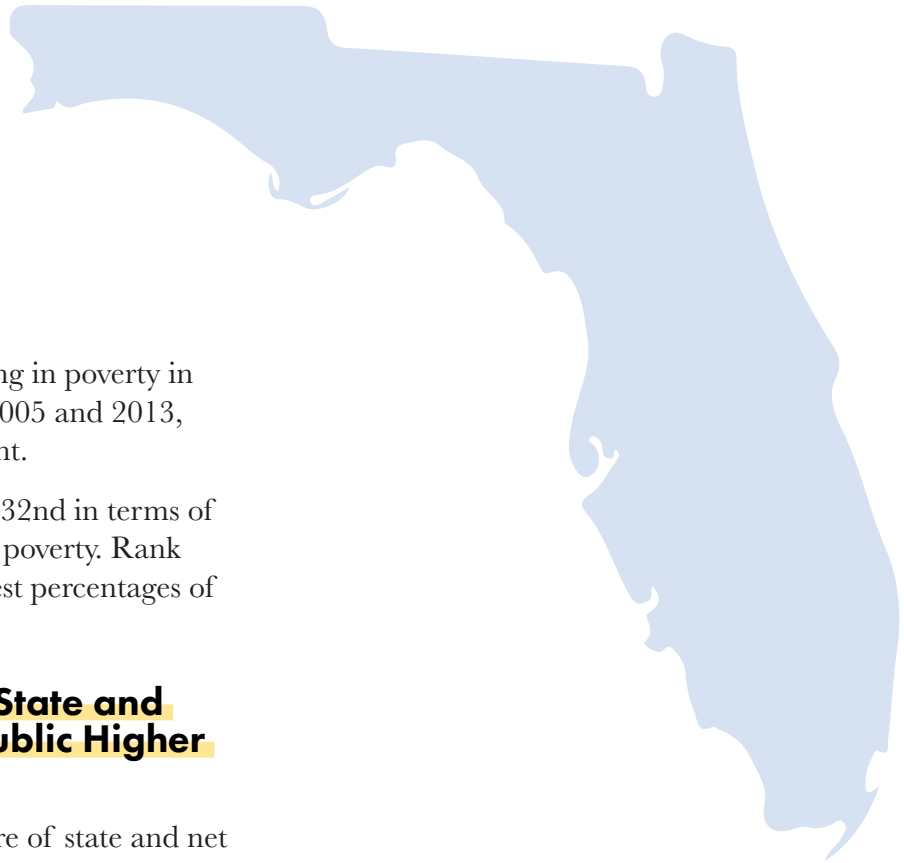 ng in poverty in
005 and 2013,
nt.
32nd in terms of
poverty. Rank
est percentages of
State and
ublic Higher
re of state and net